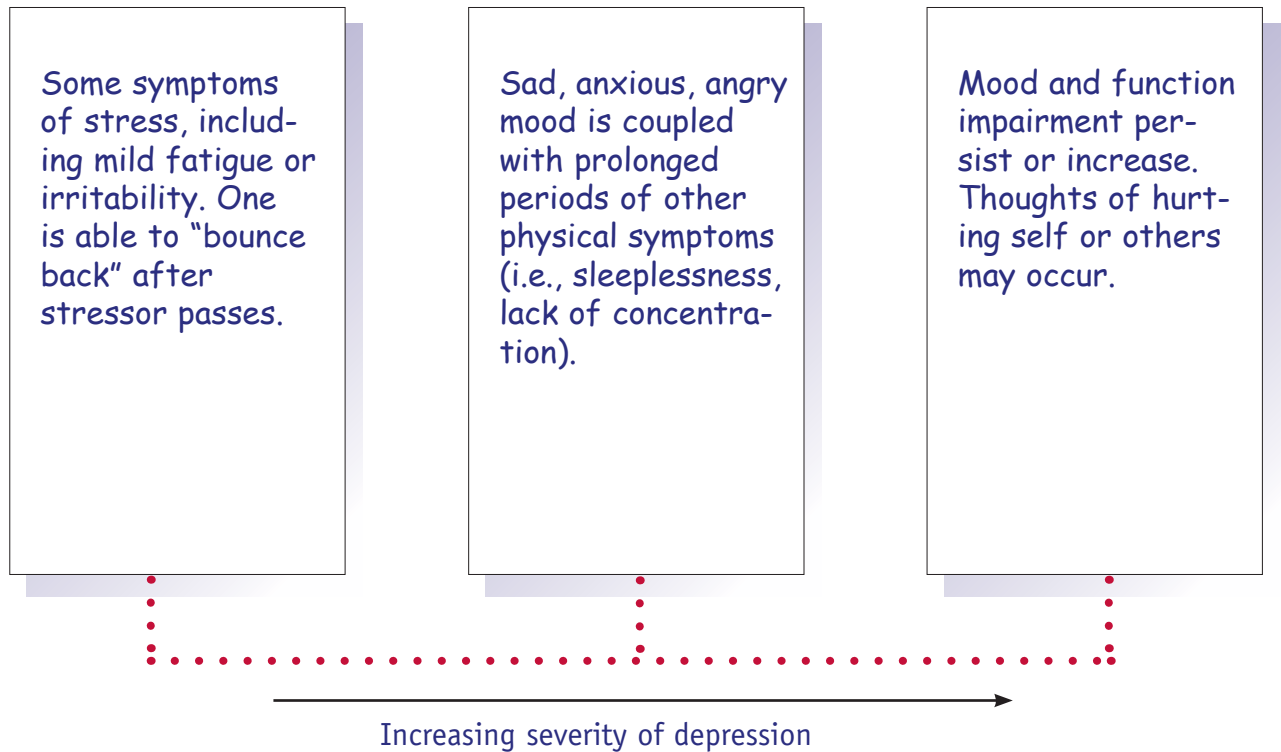 Some symptoms
of stress, includ-
ing mild fatigue or
irritability. One
is able to “bounce
back” after
stressor passes.
Sad, anxious, angry
mood is coupled
with prolonged
periods of other
physical symptoms
(i.e., sleeplessness,
lack of concentra-
tion).
Mood and function
impairment per-
sist or increase.
Thoughts of hurt-
ing self or others
may occur.
Increasing severity of depression